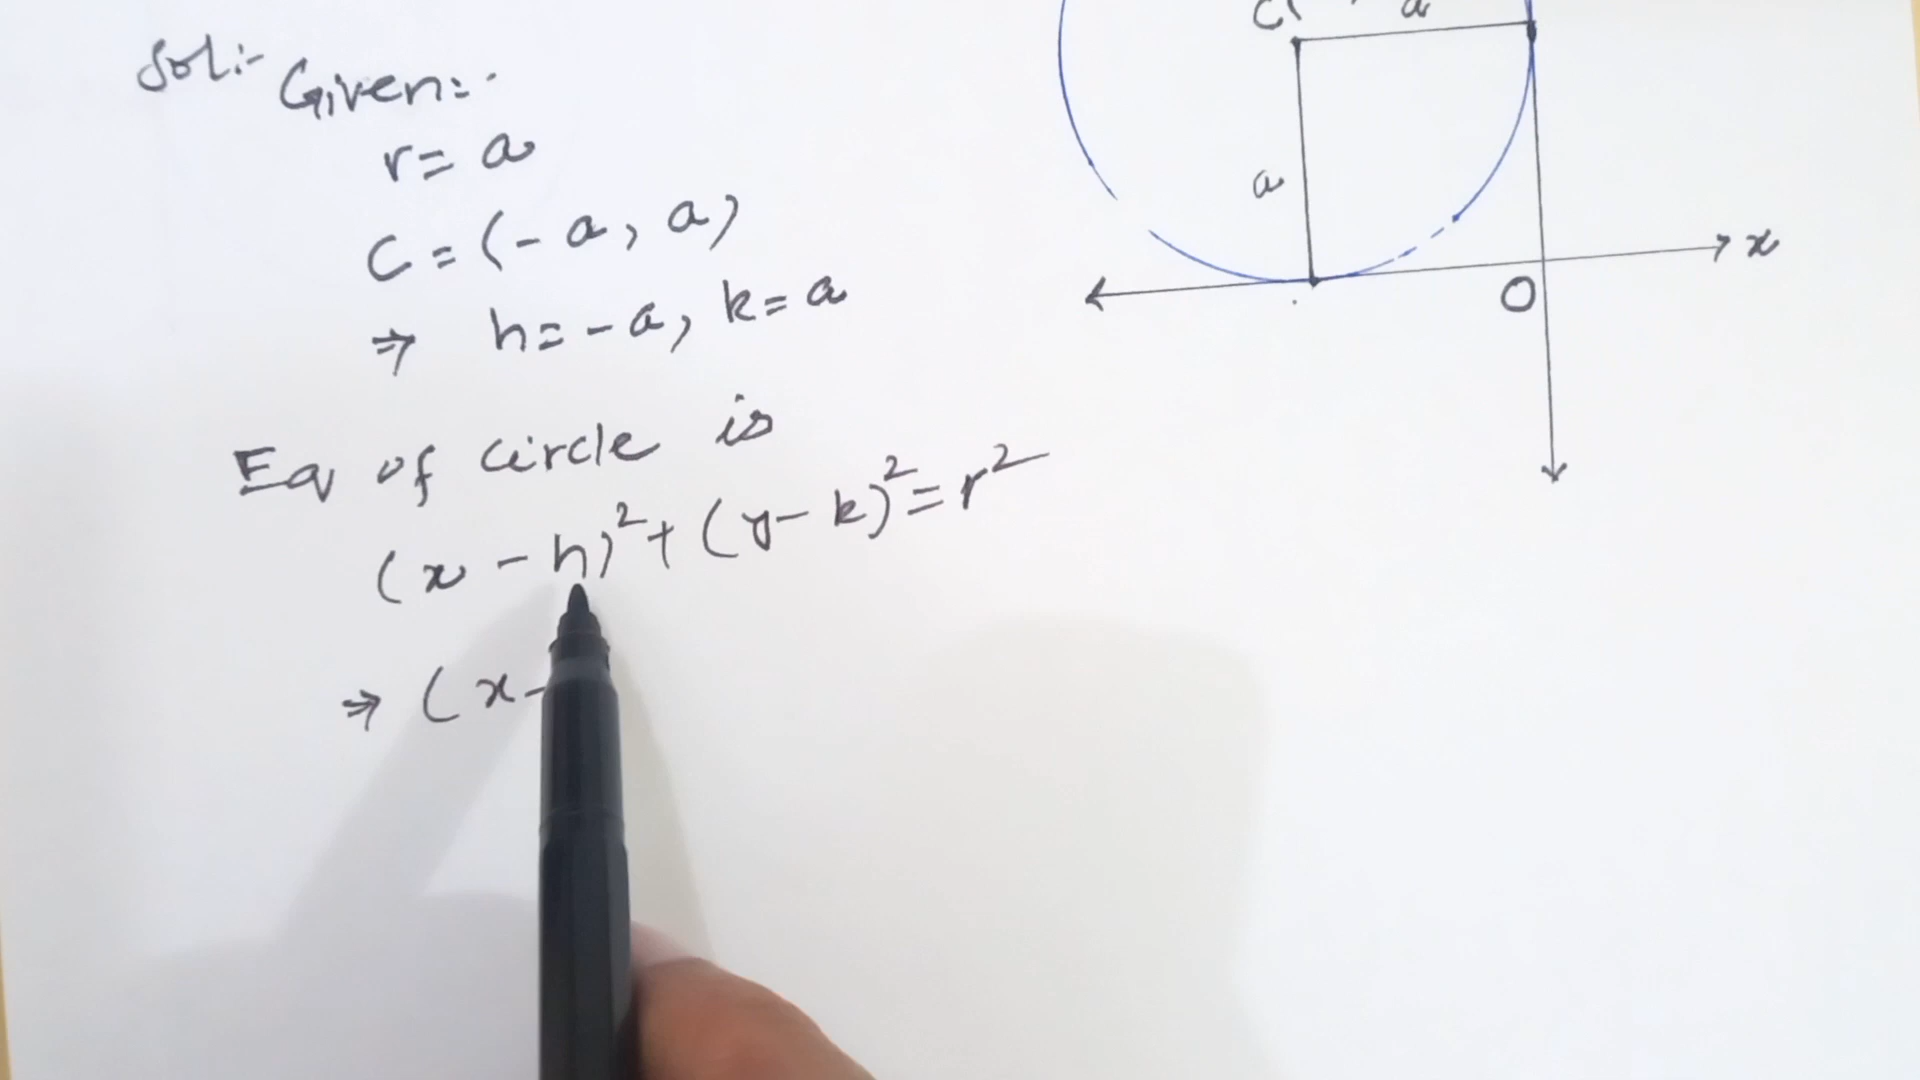 Sol:-
Given:-
r = a
C = (-a, a)
⇒ h = -a, k = a
Eq of circle is
(x - h)² + (y - k)² = r²
⇒ (x -
a
a
x
O